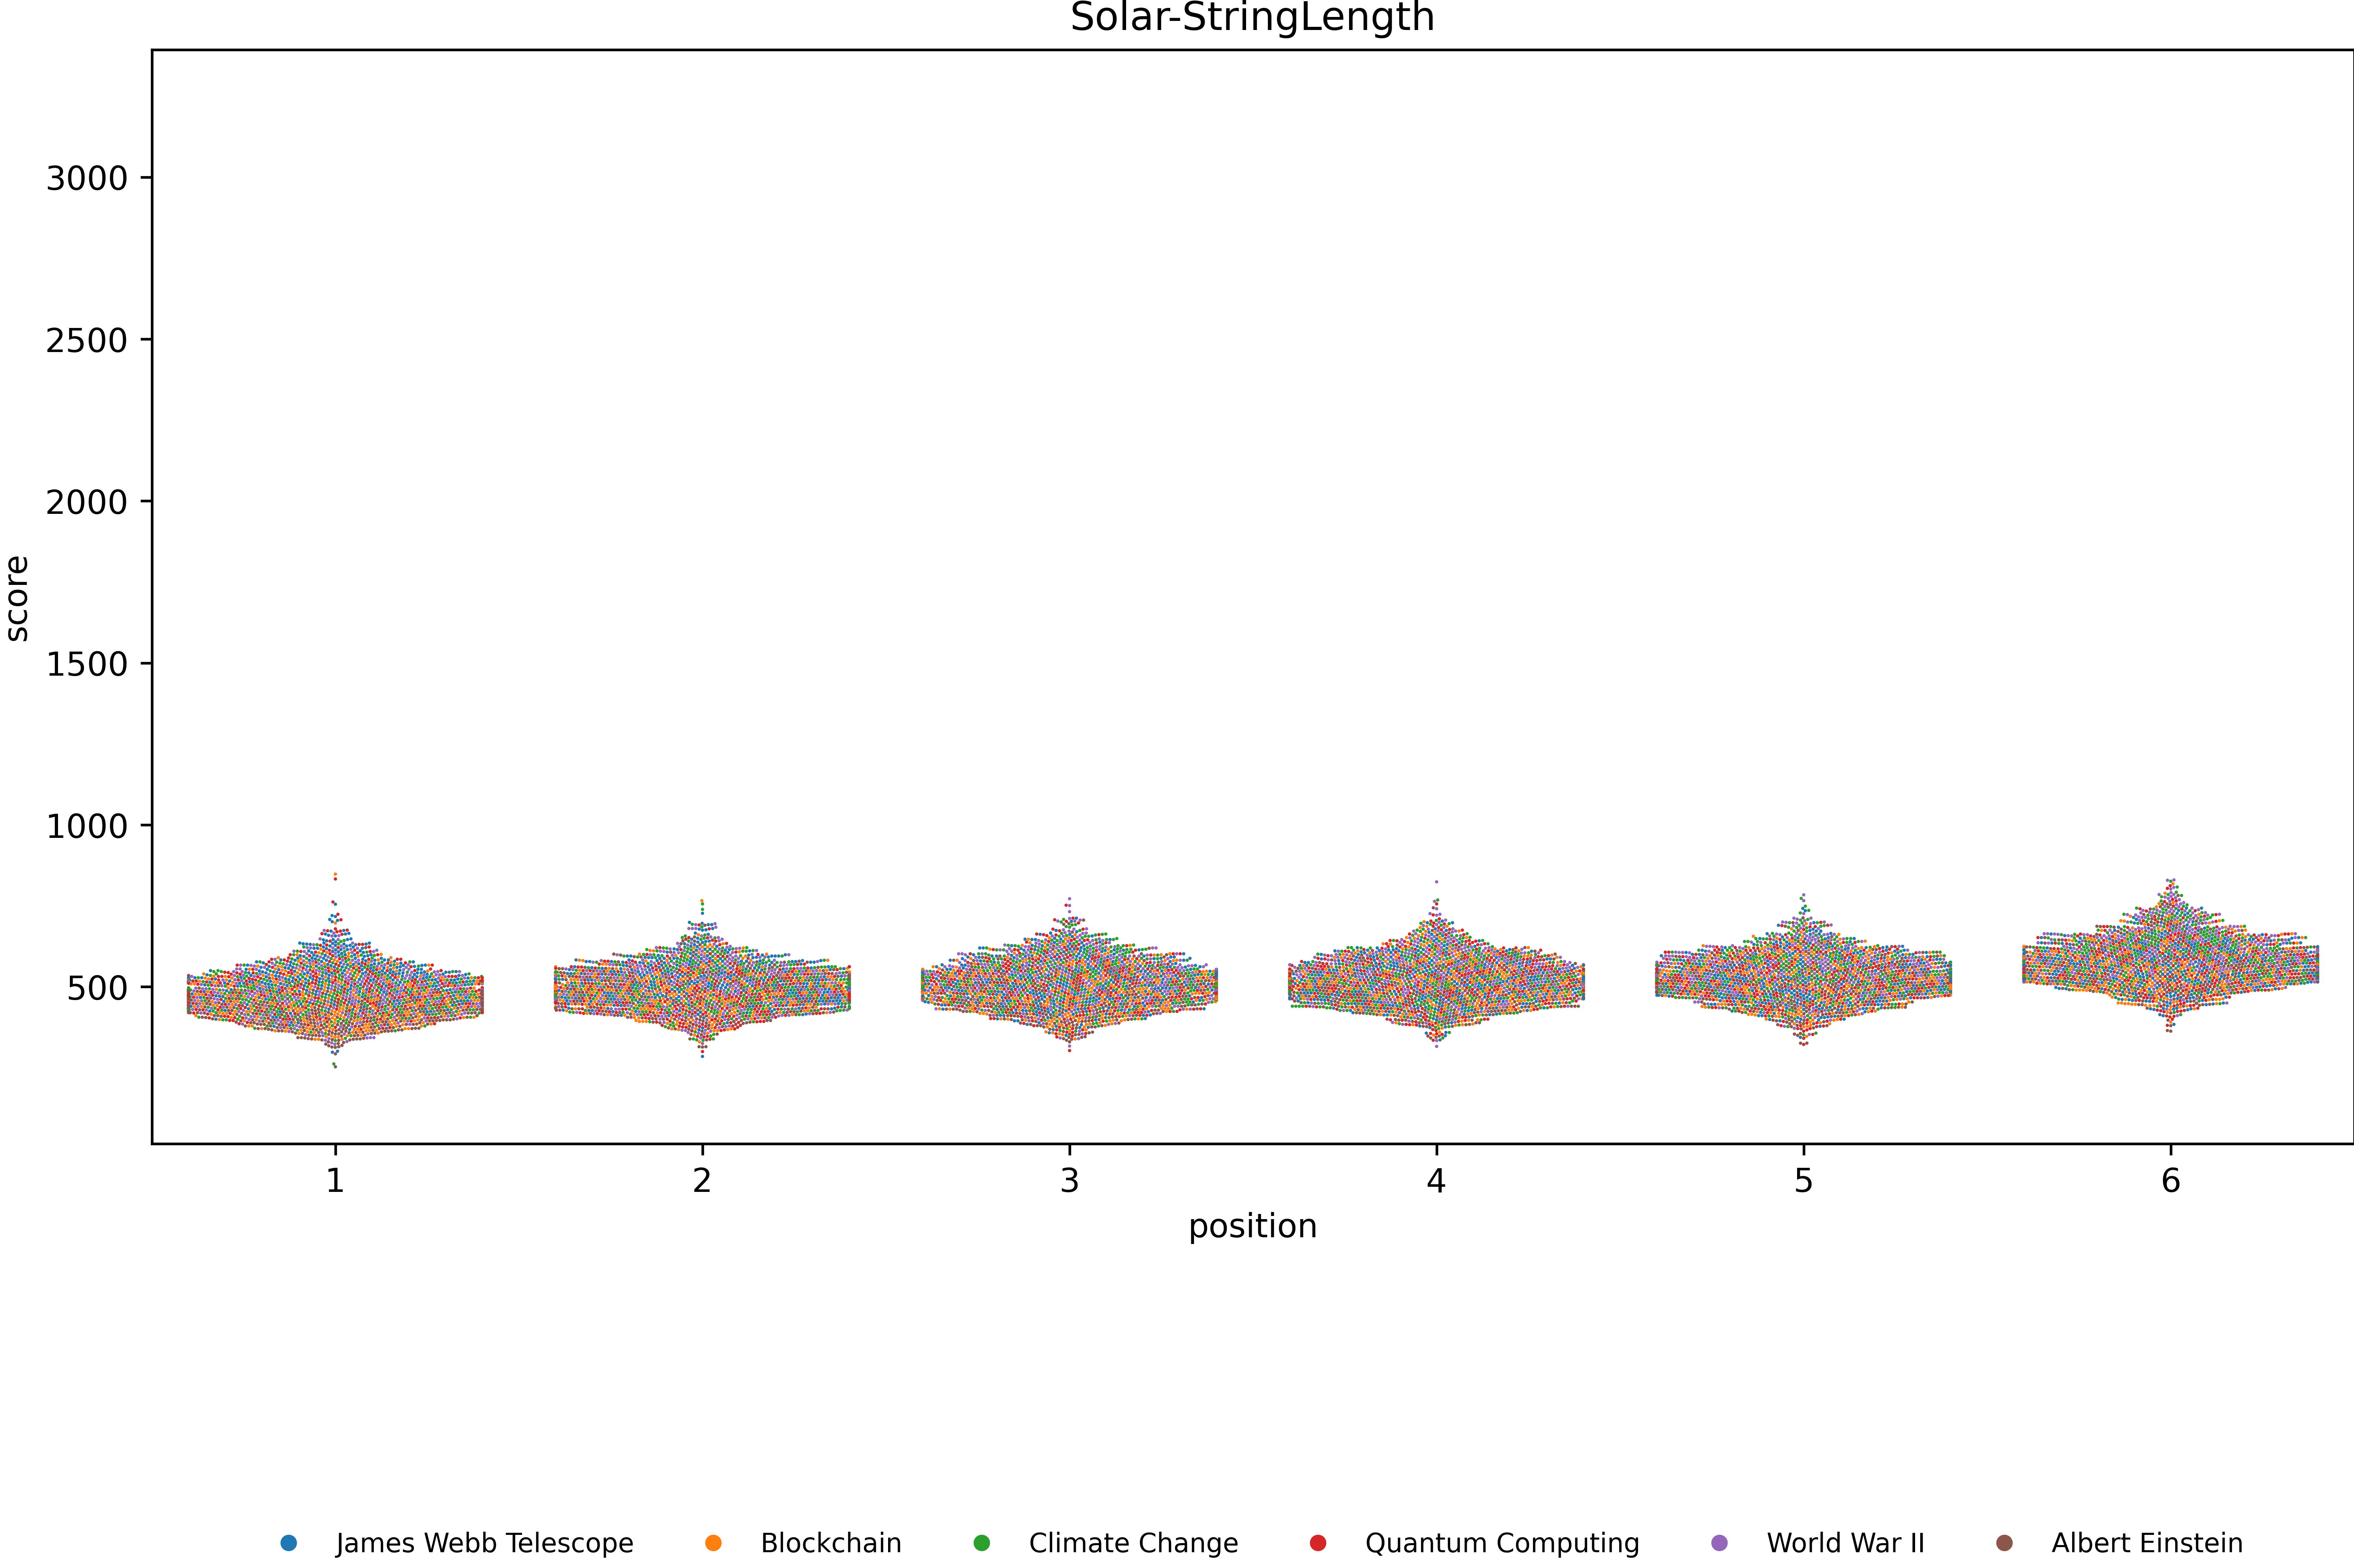 Solar-StringLength
3000
2500
2000
1500
1000
500
score
1 2 3 4 5 6
position
James Webb Telescope Blockchain Climate Change Quantum Computing World War II Albert Einstein